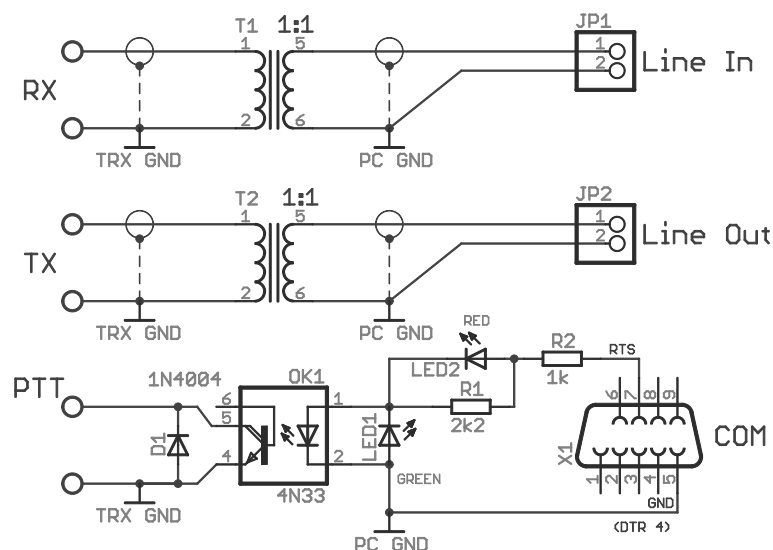 T1 1:1 JP1
1 5 1
2
Line In
RX
2 6
TRX GND PC GND
T2 1:1 JP2
1 5 1
2
Line Out
TX
2 6
TRX GND PC GND
RED
R2
RTS
LED2
1k
1N4004 OK1
R1
PTT
6 1
5
2k2
6 7 8 9
D1
LED1
X1
COM
4 2
GREEN
4N33
1 2 3 4 5
GND
TRX GND
(DTR 4)
PC GND